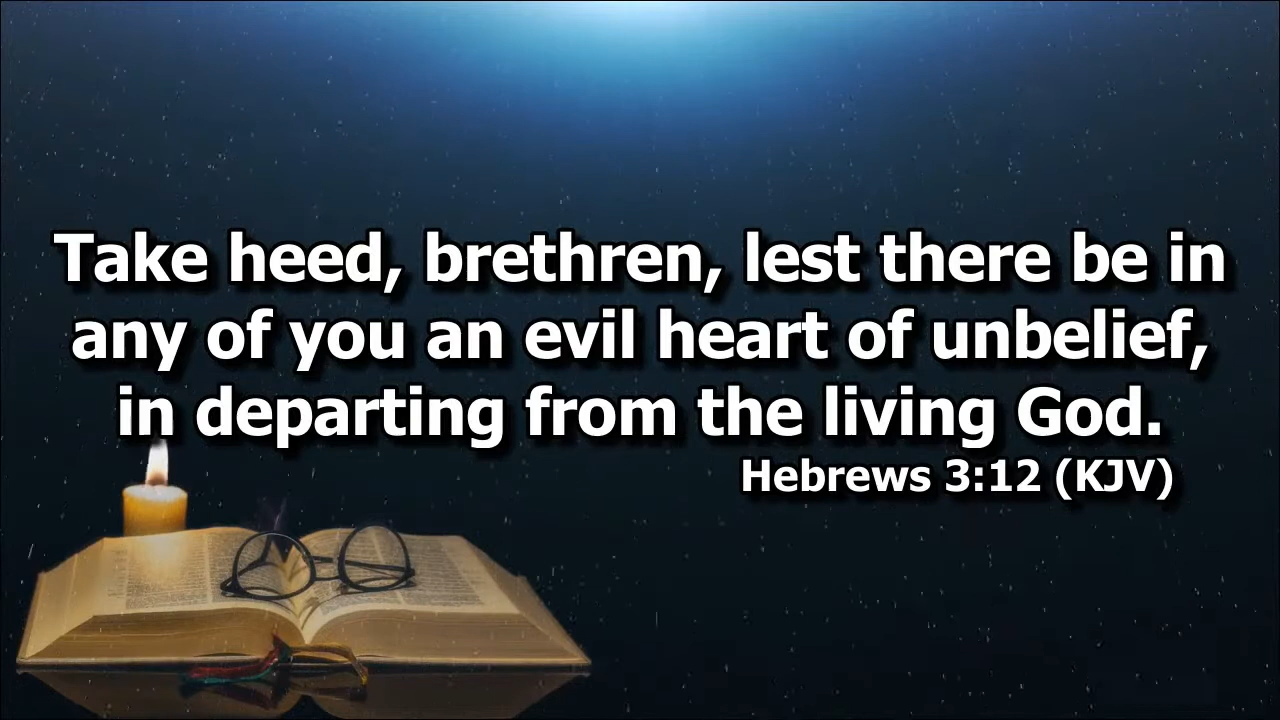 Take heed, brethren, lest there be in
any of you an evil heart of unbelief,
in departing from the living God.
Hebrews 3:12 (KJV)